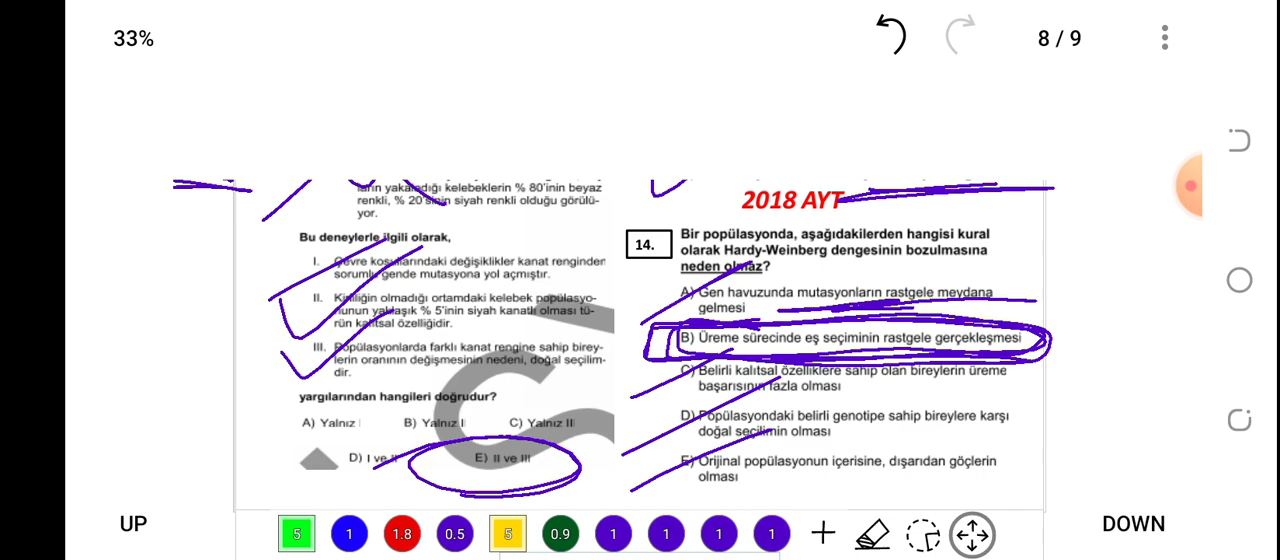 33%
8 / 9
ların yakaladığı kelebeklerin % 80'inin beyaz
renkli, % 20'sinin siyah renkli olduğu görülü-
yor.
Bu deneylerle ilgili olarak,
I. Çevre koşullarındaki değişiklikler kanat renginden
sorumlu gende mutasyona yol açmıştır.
II. Kirliliğin olmadığı ortamdaki kelebek popülasyo-
nunun yaklaşık % 5'inin siyah kanatlı olması tü-
rün kalıtsal özelliğidir.
III. Popülasyonlarda farklı kanat rengine sahip birey-
lerin oranının değişmesinin nedeni, doğal seçilim-
dir.
yargılarından hangileri doğrudur?
A) Yalnız I B) Yalnız II C) Yalnız III
D) I ve II E) II ve III
2018 AYT
14. Bir popülasyonda, aşağıdakilerden hangisi kural
olarak Hardy-Weinberg dengesinin bozulmasına
neden olmaz?
A) Gen havuzunda mutasyonların rastgele meydana
gelmesi
B) Üreme sürecinde eş seçiminin rastgele gerçekleşmesi
C) Belirli kalıtsal özelliklere sahip olan bireylerin üreme
başarısının fazla olması
D) Popülasyondaki belirli genotipe sahip bireylere karşı
doğal seçilimin olması
E) Orijinal popülasyonun içerisine, dışarıdan göçlerin
olması
UP
5 1 1.8 0.5 5 0.9 1 1 1 1
DOWN